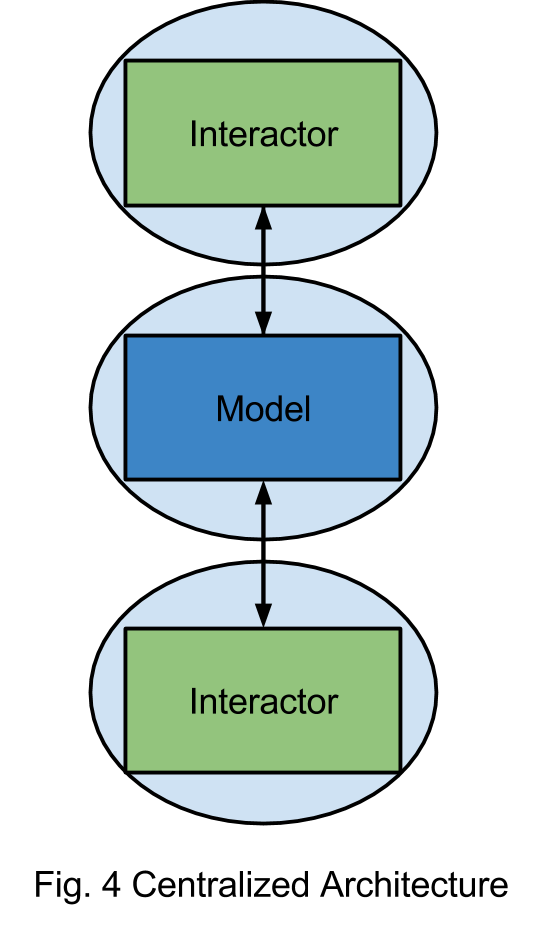 Interactor
Model
Interactor
Fig. 4 Centralized Architecture